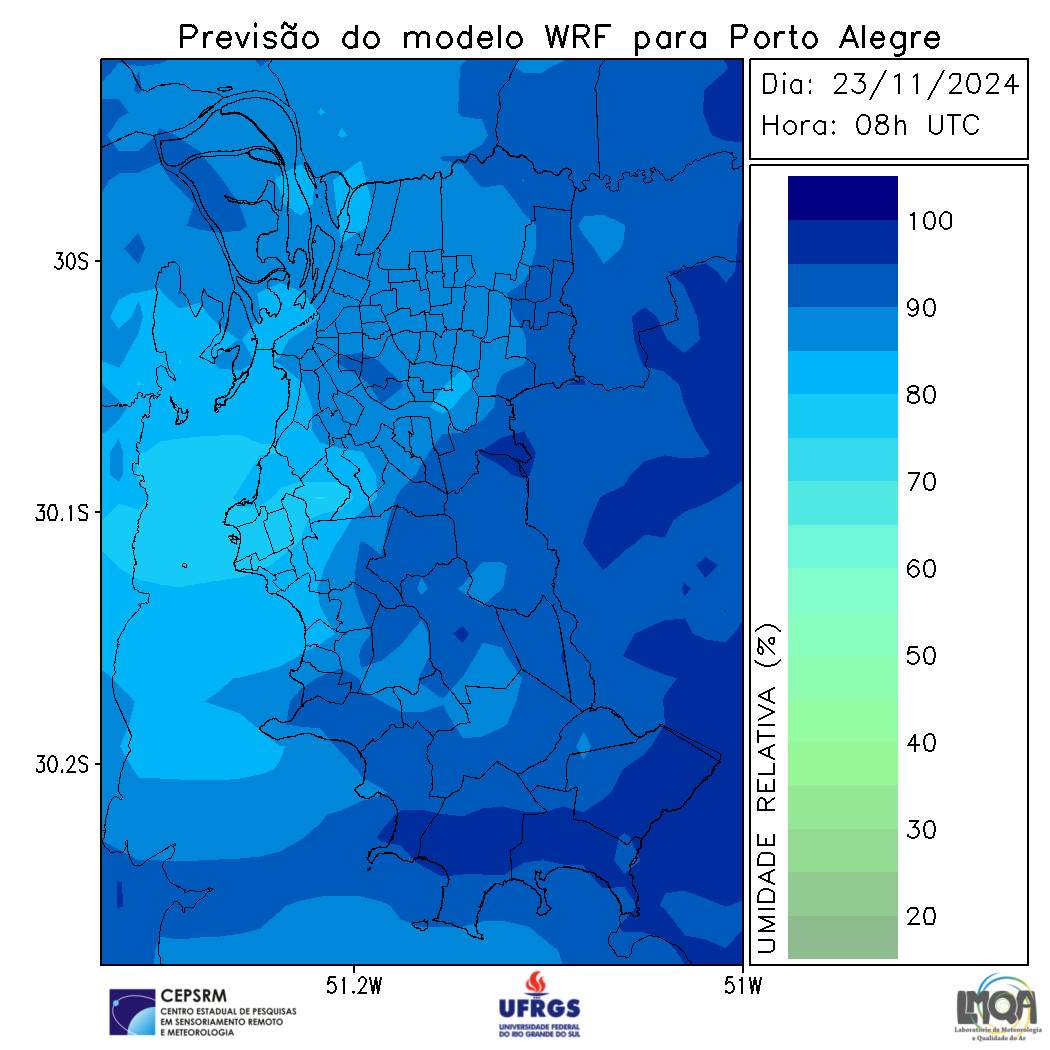 Previsão do modelo WRF para Porto Alegre
Dia: 23/11/2024
Hora: 08h UTC
100
90
80
70
60
50
40
30
20
UMIDADE RELATIVA (%)
30S
30.1S
30.2S
51.2W
51W
CEPSRM
CENTRO ESTADUAL DE PESQUISAS
EM SENSORIAMENTO REMOTO
E METEOROLOGIA
UFRGS
UNIVERSIDADE FEDERAL
DO RIO GRANDE DO SUL
LMQA
Laboratório de Meteorologia
e Qualidade do Ar